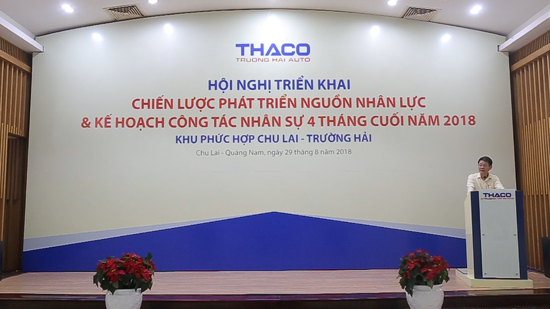 THACO
TRUONG HAI AUTO
HỘI NGHỊ TRIỂN KHAI
CHIẾN LƯỢC PHÁT TRIỂN NGUỒN NHÂN LỰC
& KẾ HOẠCH CÔNG TÁC NHÂN SỰ 4 THÁNG CUỐI NĂM 2018
KHU PHỨC HỢP CHU LAI - TRƯỜNG HẢI
Chu Lai - Quảng Nam, ngày 29 tháng 8 năm 2018
THACO